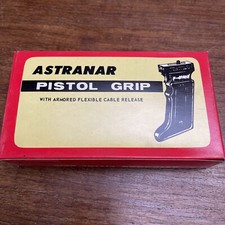 ASTRANAR
PISTOL GRIP
WITH ARMORED FLEXIBLE CABLE RELEASE